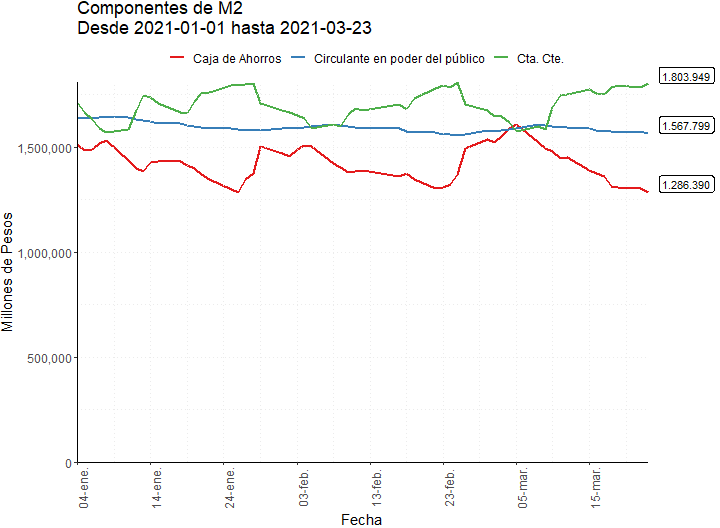 Componentes de M2
Desde 2021-01-01 hasta 2021-03-23
Caja de Ahorros Circulante en poder del público Cta. Cte.
1.803.949
1.567.799
1.286.390
Millones de Pesos
1,500,000
1,000,000
500,000
0
04-ene. 14-ene. 24-ene. 03-feb. 13-feb. 23-feb. 05-mar. 15-mar.
Fecha